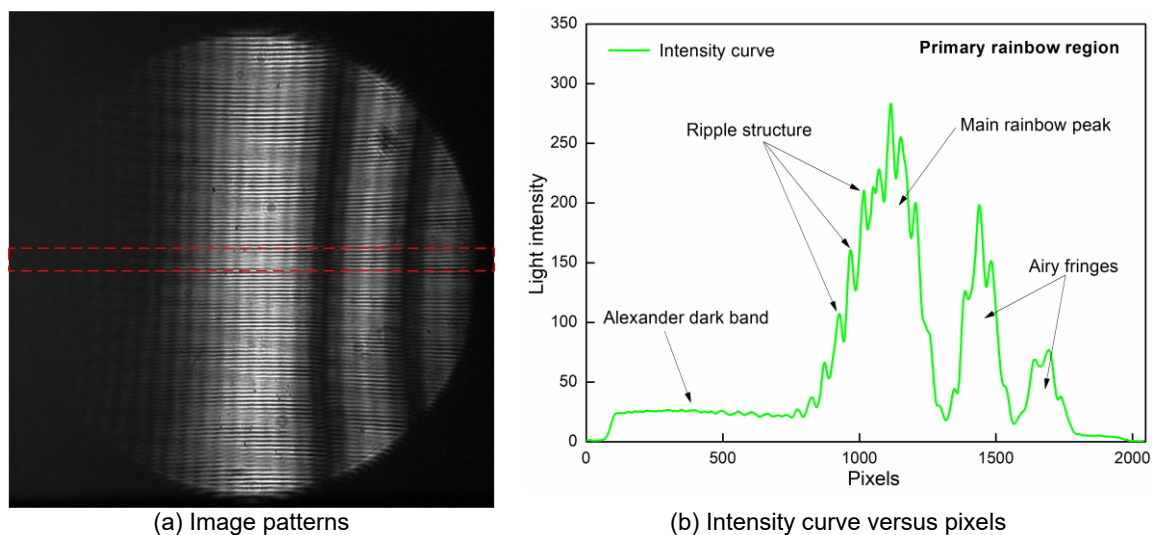 350
300
250
200
150
100
50
0
Light intensity
Intensity curve
Primary rainbow region
Ripple structure
Main rainbow peak
Airy fringes
Alexander dark band
0 500 1000 1500 2000
Pixels
(a) Image patterns
(b) Intensity curve versus pixels